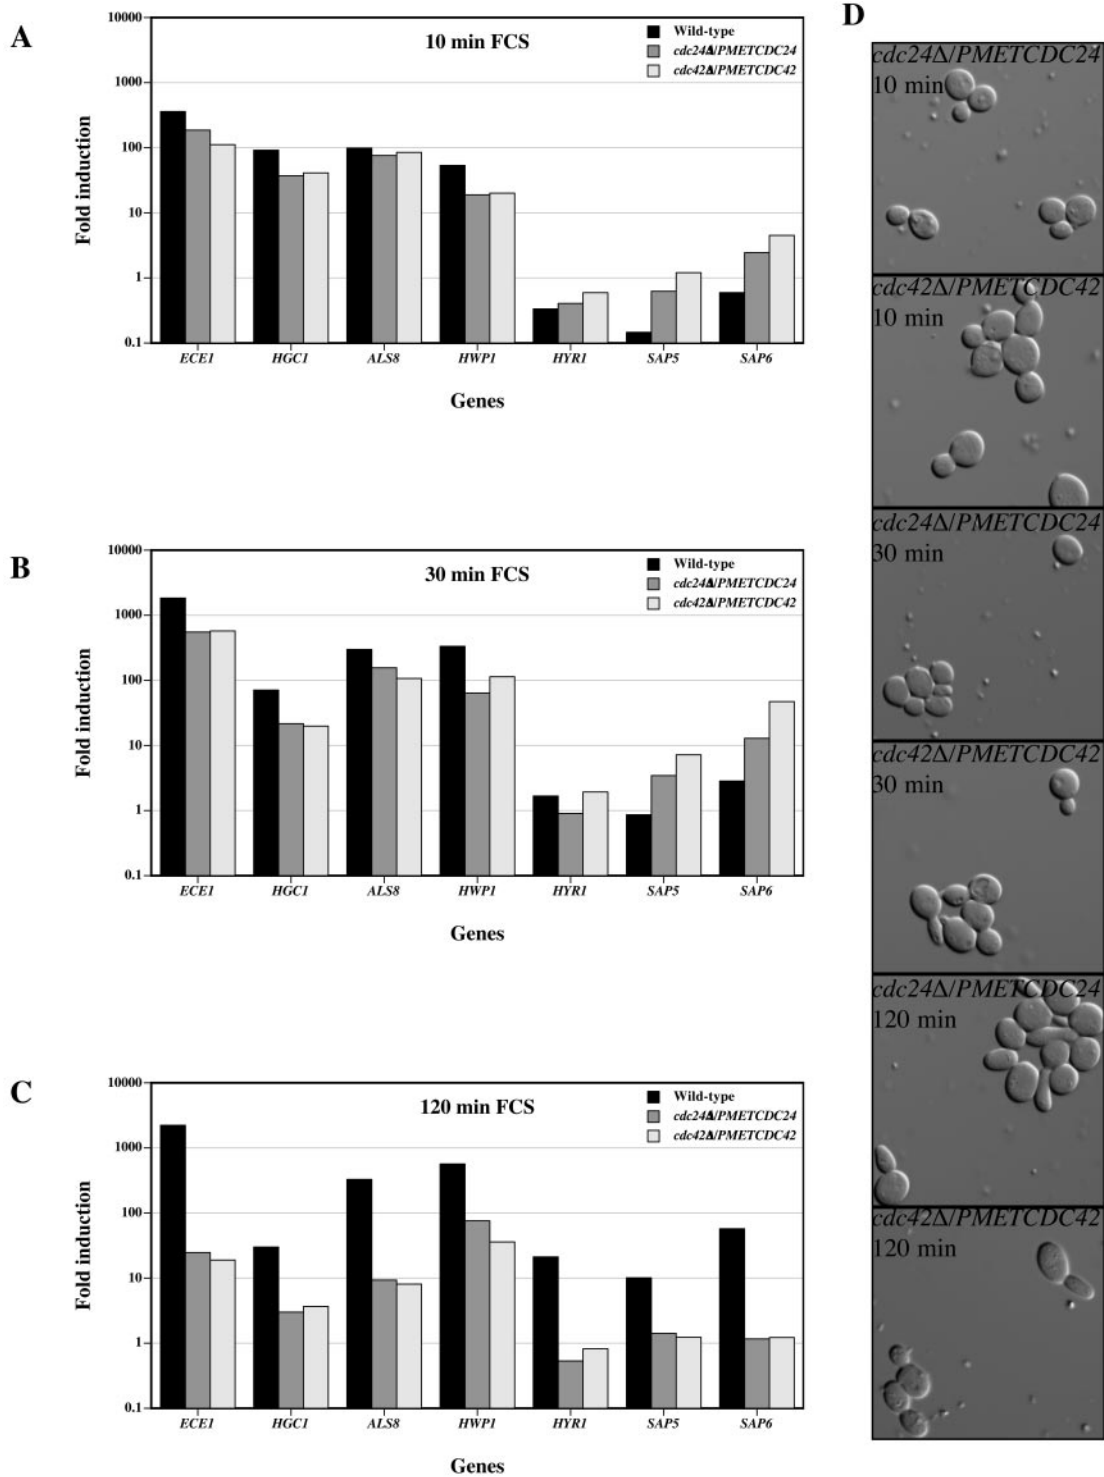 A
10 min FCS
Wild-type
cdc24Δ/PMETCDC24
cdc42Δ/PMETCDC42
10000
1000
100
10
1
0.1
Fold induction
ECE1 HGC1 ALS8 HWP1 HYR1 SAP5 SAP6
Genes
B
30 min FCS
Wild-type
cdc24Δ/PMETCDC24
cdc42Δ/PMETCDC42
10000
1000
100
10
1
0.1
Fold induction
ECE1 HGC1 ALS8 HWP1 HYR1 SAP5 SAP6
Genes
C
120 min FCS
Wild-type
cdc24Δ/PMETCDC24
cdc42Δ/PMETCDC42
10000
1000
100
10
1
0.1
Fold induction
ECE1 HGC1 ALS8 HWP1 HYR1 SAP5 SAP6
Genes
D
cdc24Δ/PMETCDC24
10 min
cdc42Δ/PMETCDC42
10 min
cdc24Δ/PMETCDC24
30 min
cdc42Δ/PMETCDC42
30 min
cdc24Δ/PMETCDC24
120 min
cdc42Δ/PMETCDC42
120 min